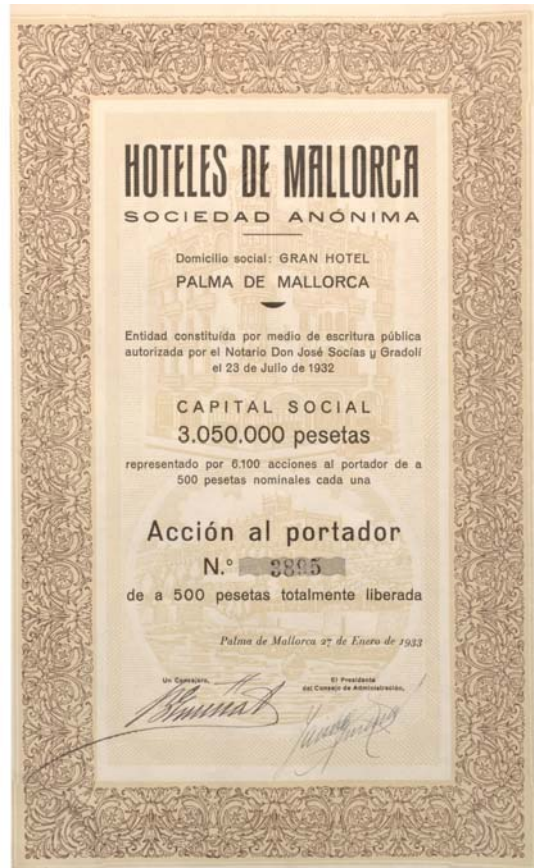 HOTELES DE MALLORCA
SOCIEDAD ANÓNIMA
Domicilio social: GRAN HOTEL
PALMA DE MALLORCA
Entidad constituída por medio de escritura pública
autorizada por el Notario Don José Socías y Gradolí
el 23 de Julio de 1932
CAPITAL SOCIAL
3.050.000 pesetas
representado por 6.100 acciones al portador de a
500 pesetas nominales cada una
Acción al portador
N.º 3895
de a 500 pesetas totalmente liberada
Palma de Mallorca 27 de Enero de 1933
Un Consejero,
El Presidente
del Consejo de Administración,